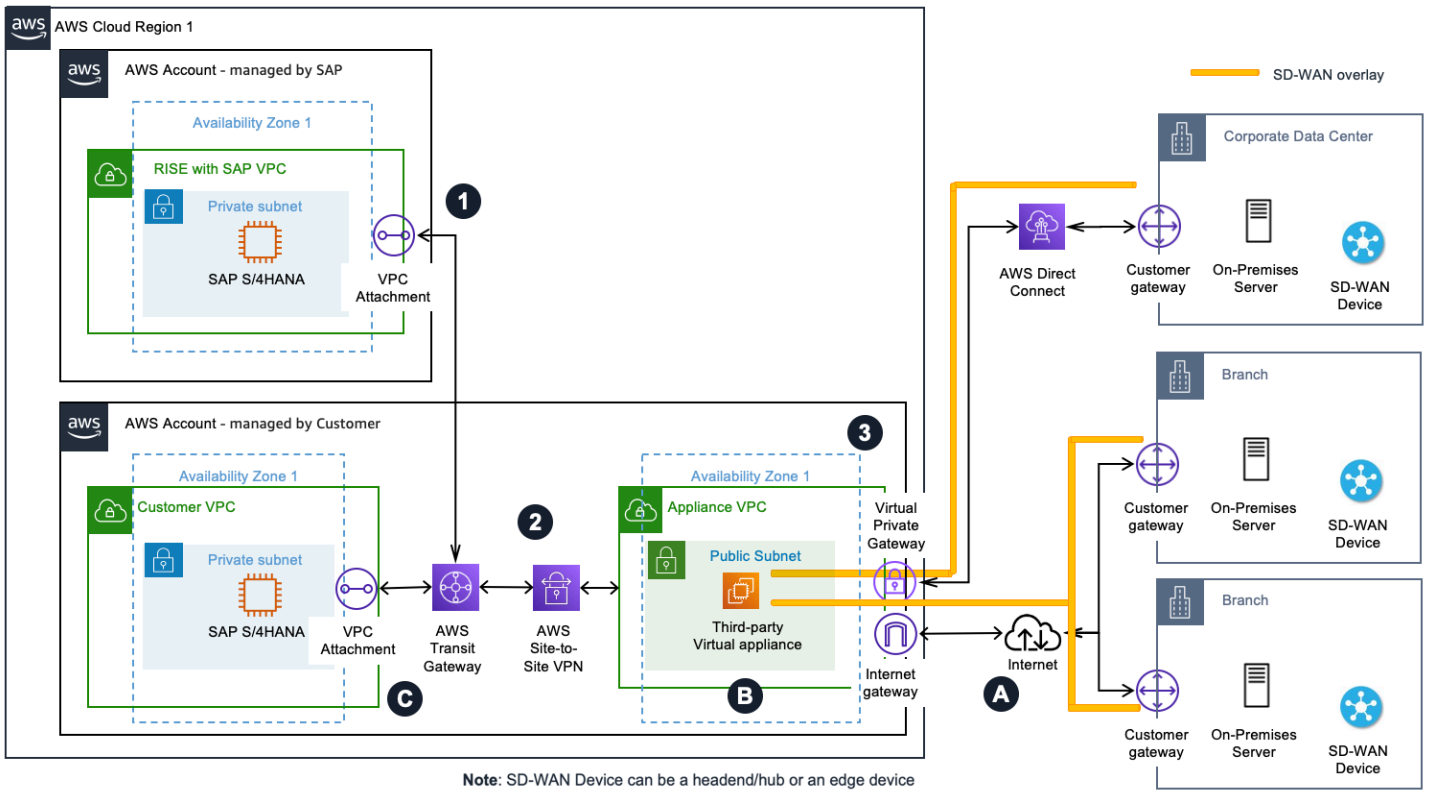 aws
AWS Cloud Region 1
aws
AWS Account - managed by SAP
Availability Zone 1
RISE with SAP VPC
Private subnet
SAP S/4HANA
VPC
Attachment
1
SD-WAN overlay
Corporate Data Center
AWS Direct
Connect
Customer
gateway
On-Premises
Server
SD-WAN
Device
Branch
Customer
gateway
On-Premises
Server
SD-WAN
Device
Branch
Customer
gateway
On-Premises
Server
SD-WAN
Device
aws
AWS Account - managed by Customer
Availability Zone 1
Customer VPC
Private subnet
SAP S/4HANA
VPC
Attachment
C
AWS
Transit
Gateway
2
AWS
Site-to-
Site VPN
3
Availability Zone 1
Appliance VPC
Public Subnet
Third-party
Virtual appliance
B
Virtual
Private
Gateway
Internet
gateway
A
Internet
Note: SD-WAN Device can be a headend/hub or an edge device